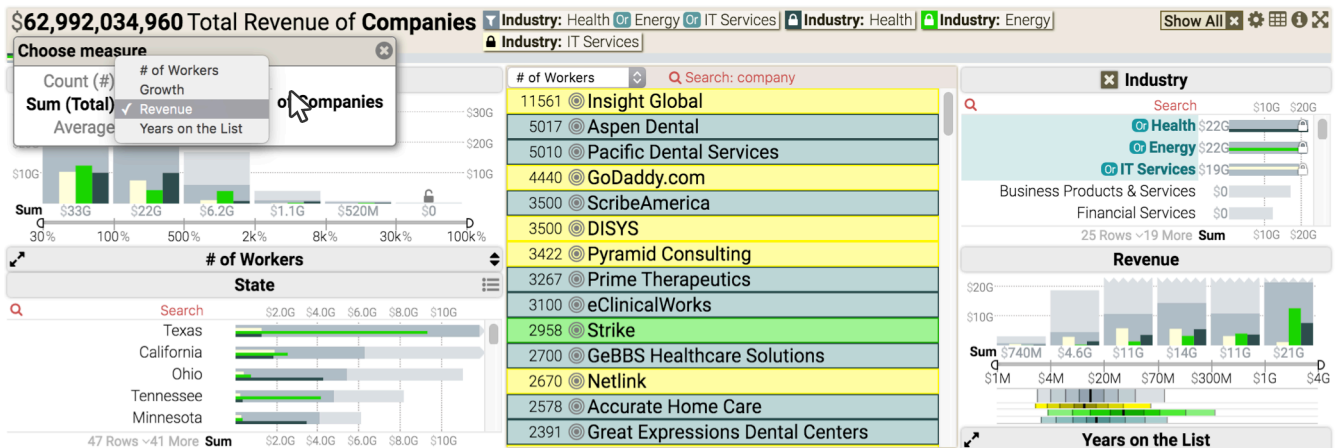 $62,992,034,960 Total Revenue of Companies
Industry: Health Or Energy Or IT Services
Industry: Health
Industry: Energy
Show All
Industry: IT Services
Choose measure
Count (#)
Sum (Total)
Average
# of Workers
Growth
✓ Revenue
Years on the List
of Companies
$30G
$20G
$10G
$10G
Sum $33G $22G $6.2G $1.1G $520M $0
30% 100% 500% 2k% 8k% 30k% 100k%
# of Workers
State
Search $2.0G $4.0G $6.0G $8.0G $10G
Texas
California
Ohio
Tennessee
Minnesota
47 Rows 41 More Sum $2.0G $4.0G $6.0G $8.0G $10G
# of Workers
Search: company
11561 Insight Global
5017 Aspen Dental
5010 Pacific Dental Services
4440 GoDaddy.com
3500 ScribeAmerica
3500 DISYS
3422 Pyramid Consulting
3267 Prime Therapeutics
3100 eClinicalWorks
2958 Strike
2700 GeBBS Healthcare Solutions
2670 Netlink
2578 Accurate Home Care
2391 Great Expressions Dental Centers
Industry
Search $10G $20G
Or Health $22G
Or Energy $22G
Or IT Services $19G
Business Products & Services $0
Financial Services $0
25 Rows 19 More Sum $10G $20G
Revenue
$20G
$10G
Sum $740M $4.6G $11G $14G $11G $21G
$1M $4M $20M $70M $300M $1G $4G
Years on the List